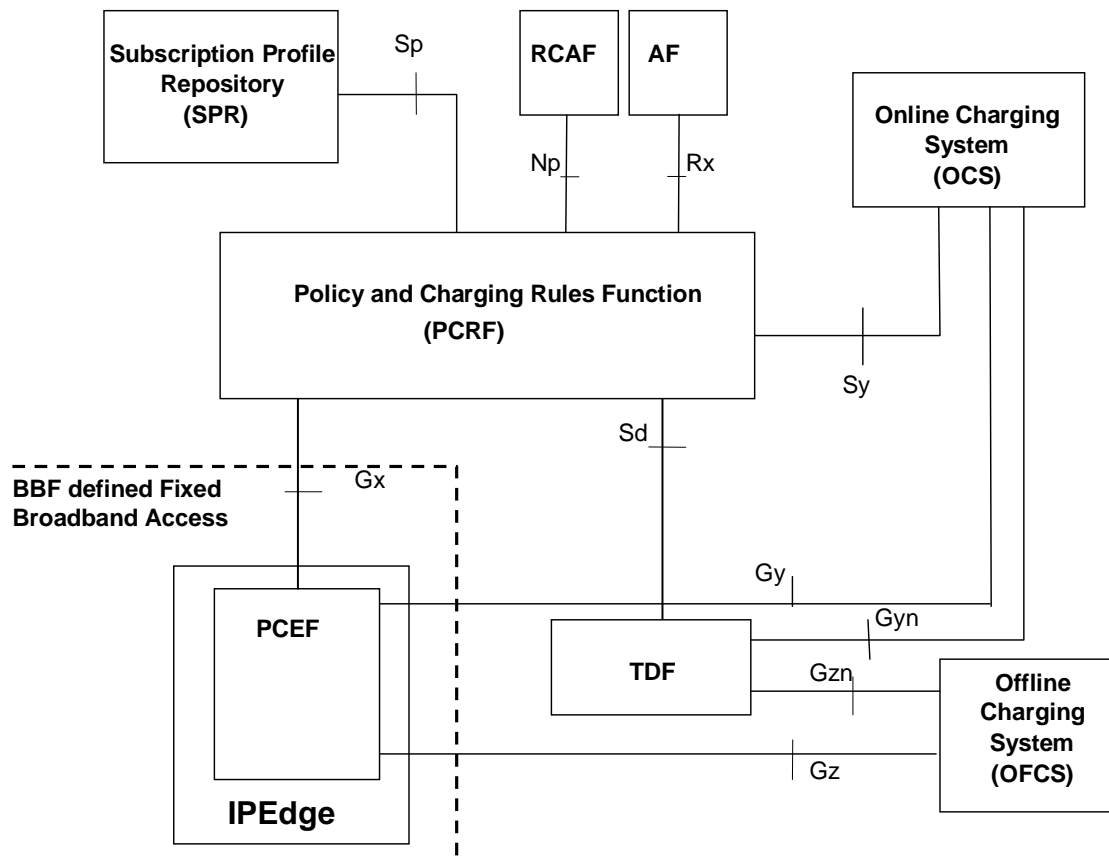 Subscription Profile
Repository
(SPR)
Sp
RCAF
AF
Online Charging
System
(OCS)
Np
Rx
Policy and Charging Rules Function
(PCRF)
Sy
Sd
Gx
BBF defined Fixed
Broadband Access
Gy
PCEF
Gyn
TDF
Gzn
Offline
Charging
System
(OFCS)
Gz
IPEdge